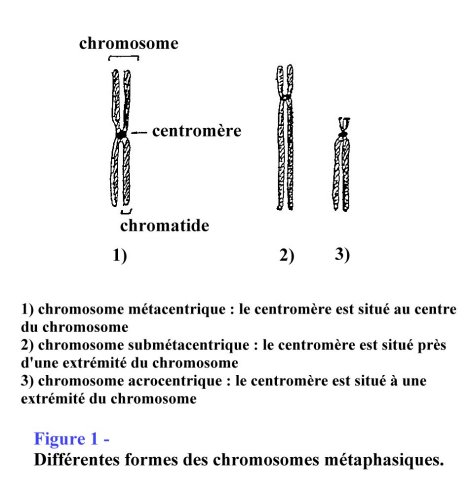 chromosome
centromère
chromatide
1)
2)
3)
1) chromosome métacentrique : le centromère est situé au centre
du chromosome
2) chromosome submétacentrique : le centromère est situé près
d'une extrémité du chromosome
3) chromosome acrocentrique : le centromère est situé à une
extrémité du chromosome
Figure 1 -
Différentes formes des chromosomes métaphasiques.